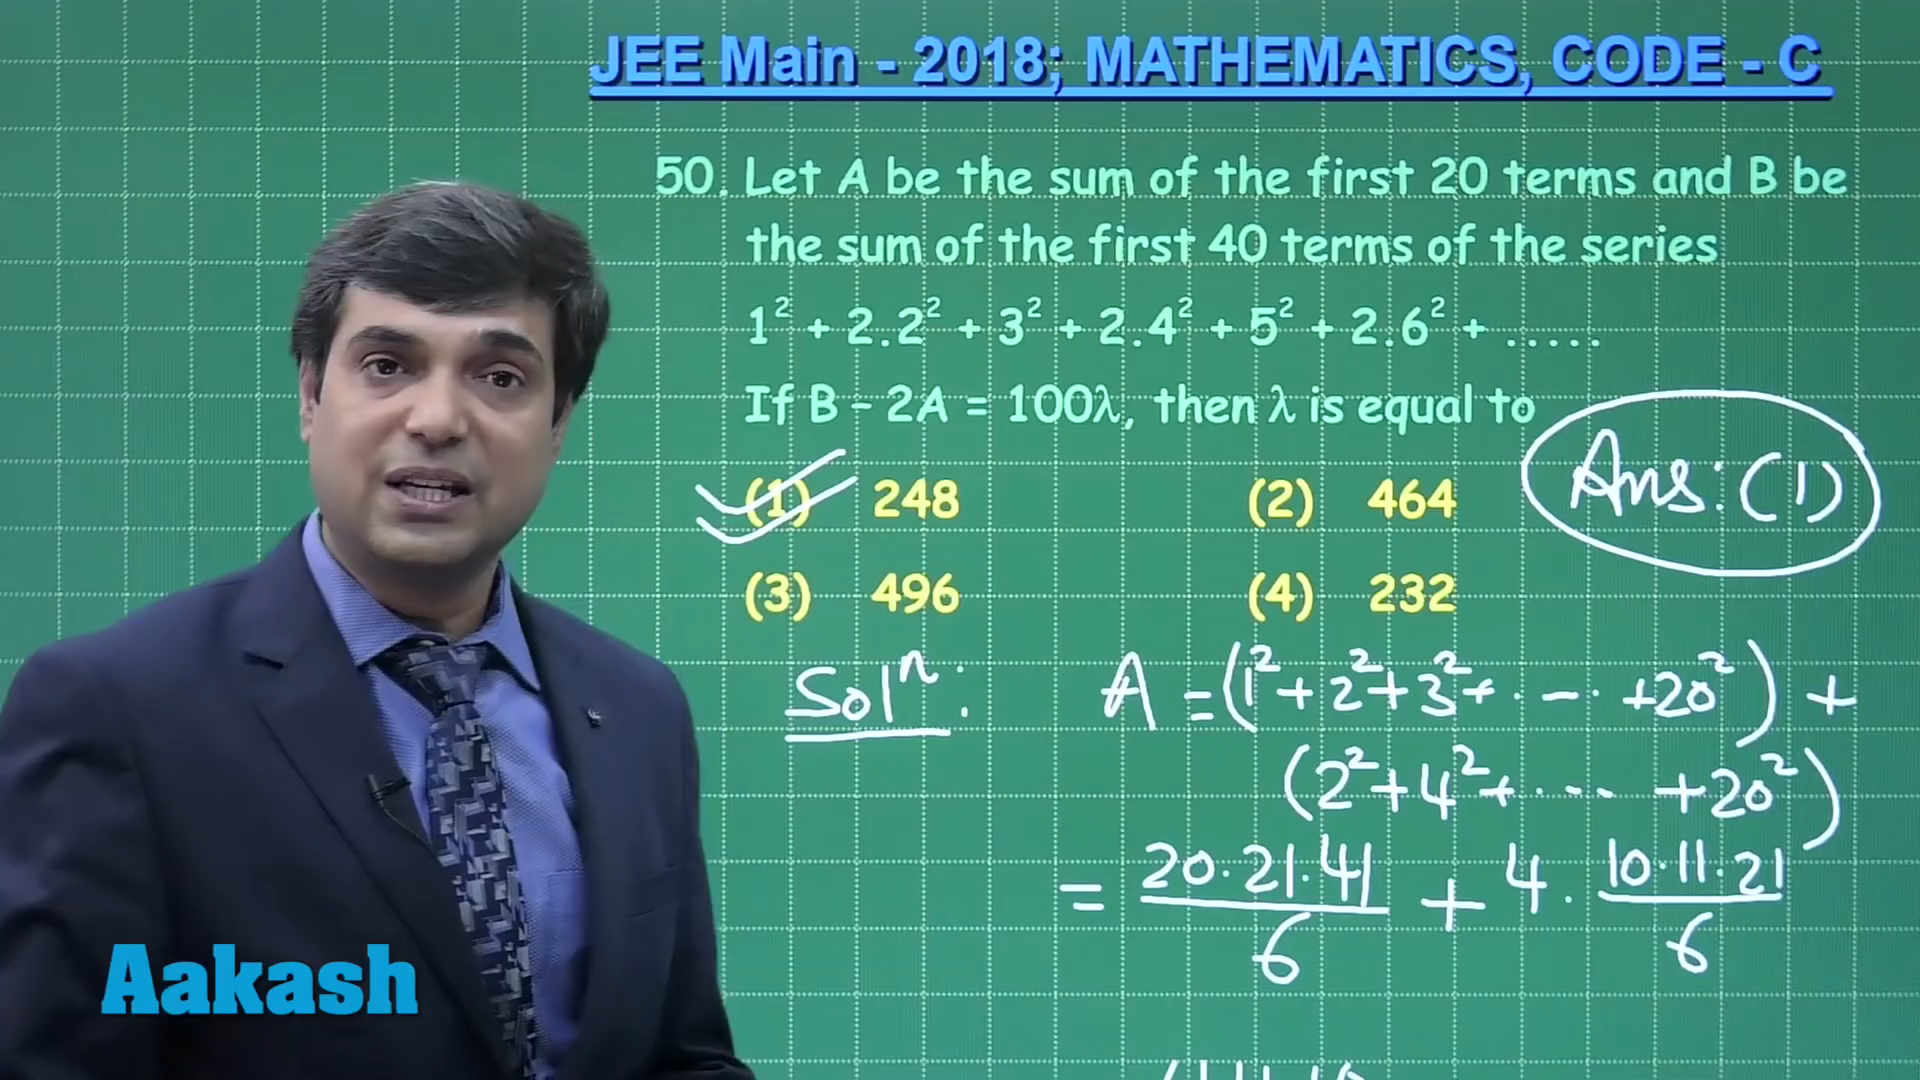 JEE Main - 2018; MATHEMATICS, CODE - C
50. Let A be the sum of the first 20 terms and B be
the sum of the first 40 terms of the series
1² + 2.2² + 3² + 2.4² + 5² + 2.6² + .....
If B - 2A = 100λ, then λ is equal to
Ans: (1)
(1) 248 (2) 464
(3) 496 (4) 232
Solⁿ: A = (1²+2²+3²+ . - . +20²) +
(2²+4²+ . - - +20²)
= 20·21·41/6 + 4 · 10·11·21/6
Aakash